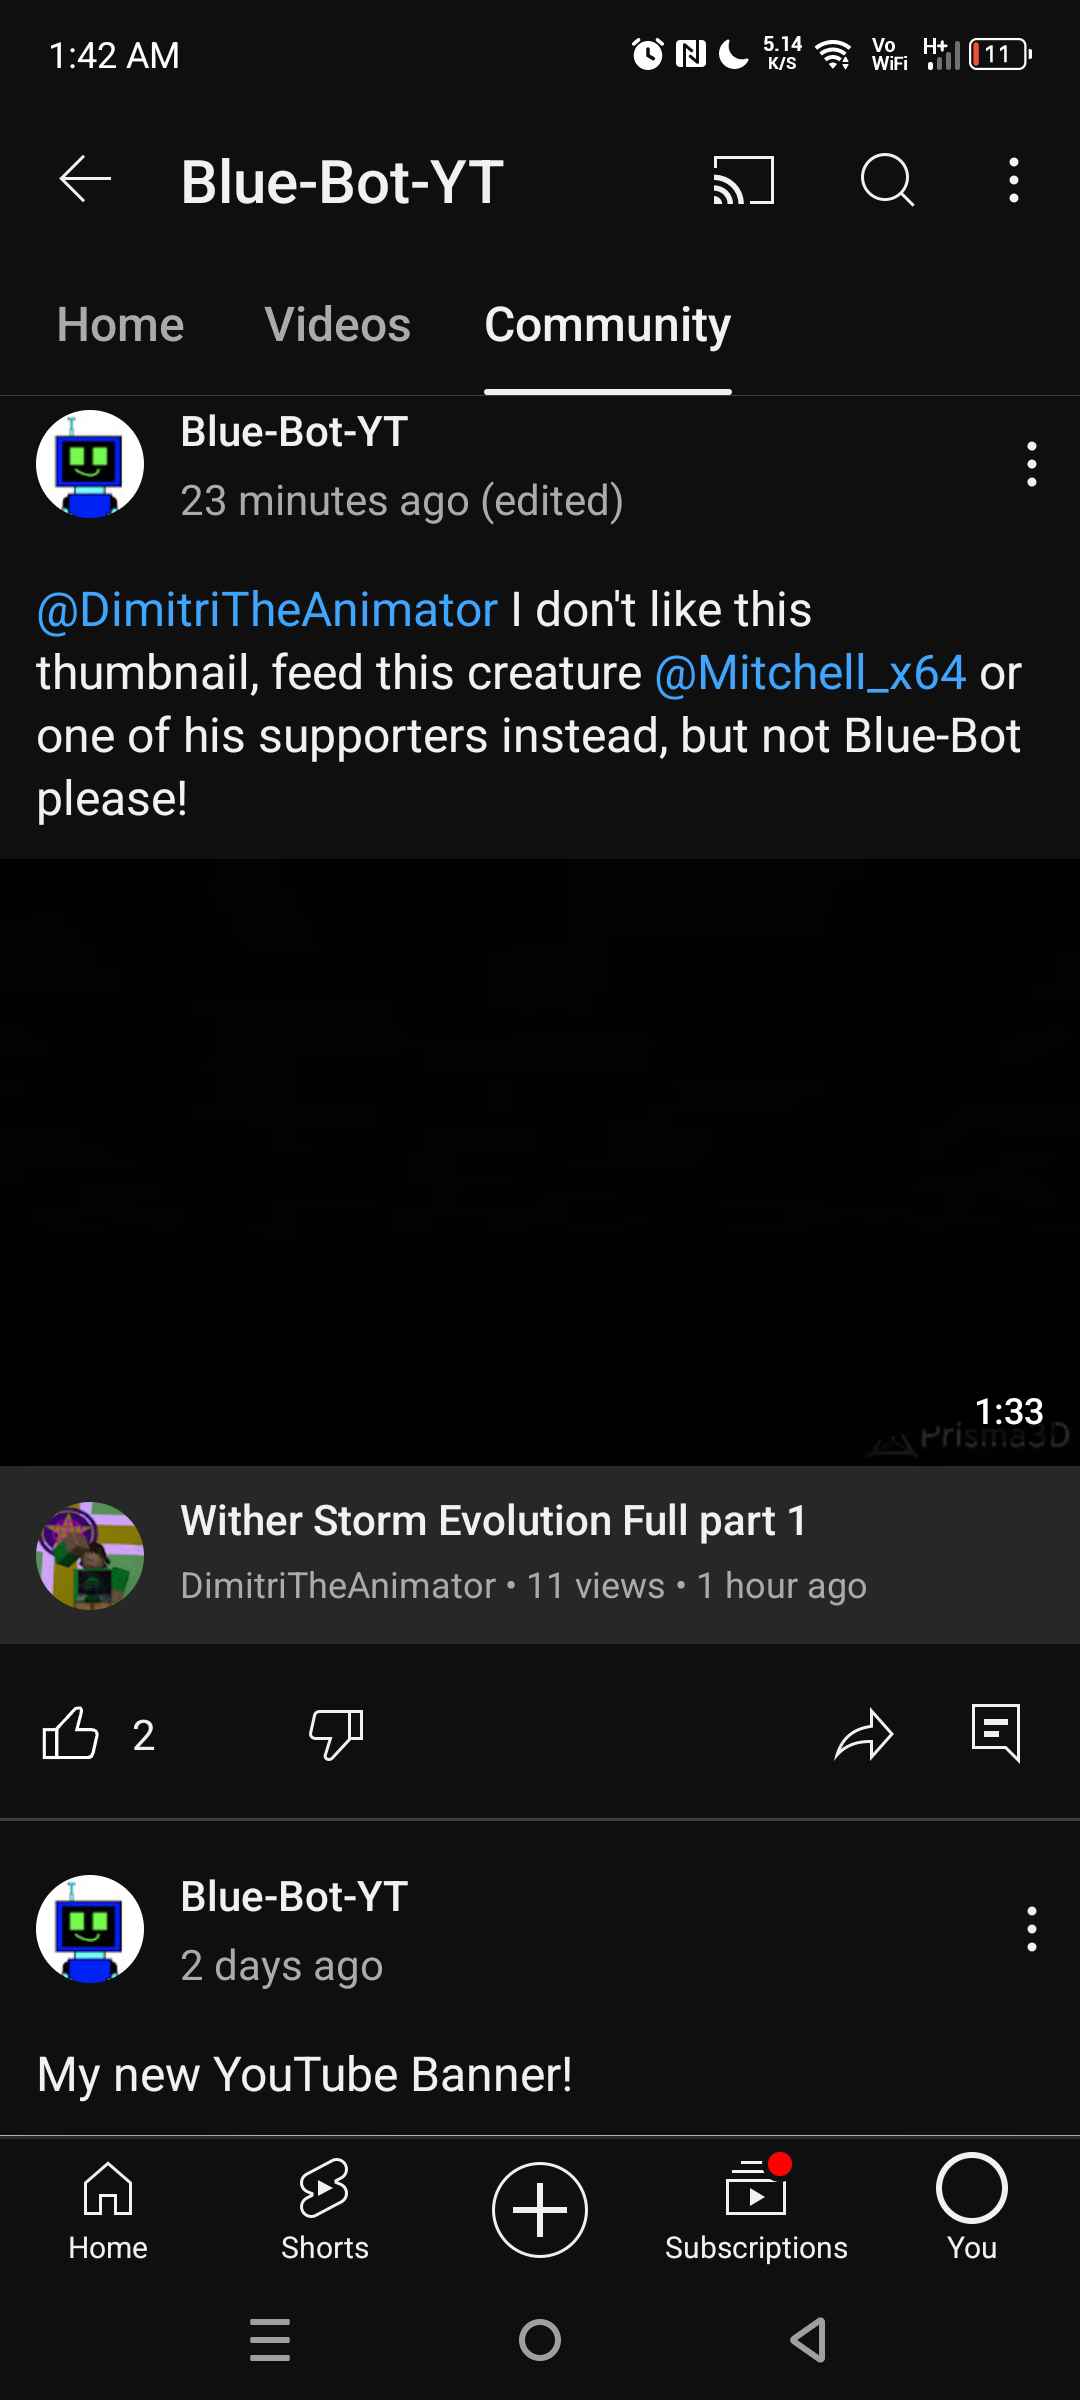 1:42 AM
5.14
K/S
Vo
WiFi
H+
11
Blue-Bot-YT
Home Videos Community
Blue-Bot-YT
23 minutes ago (edited)
@DimitriTheAnimator I don't like this
thumbnail, feed this creature @Mitchell_x64 or
one of his supporters instead, but not Blue-Bot
please!
1:33
Prisma3D
Wither Storm Evolution Full part 1
DimitriTheAnimator • 11 views • 1 hour ago
2
Blue-Bot-YT
2 days ago
My new YouTube Banner!
Home Shorts Subscriptions You